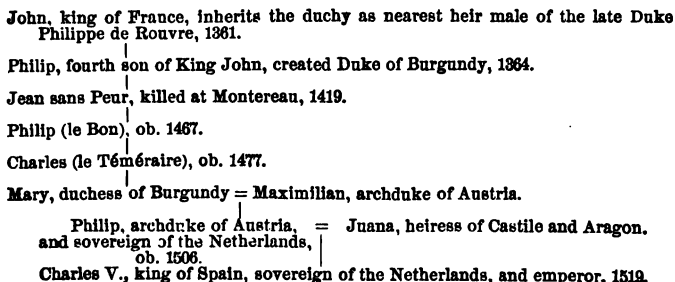 John, king of France, inherits the duchy as nearest heir male of the late Duke
Philippe de Rouvre, 1361.
Philip, fourth son of King John, created Duke of Burgundy, 1364.
Jean sans Peur, killed at Montereau, 1419.
Philip (le Bon), ob. 1467.
Charles (le Téméraire), ob. 1477.
Mary, duchess of Burgundy = Maximilian, archduke of Austria.
Philip, archduke of Austria, = Juana, heiress of Castile and Aragon.
and sovereign of the Netherlands,
ob. 1506.
Charles V., king of Spain, sovereign of the Netherlands, and emperor. 1519.